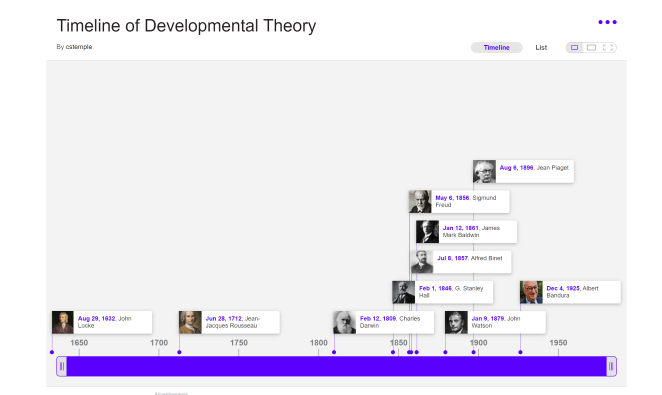 Timeline of Developmental Theory
By cstemple
Timeline List
Aug 6, 1896, Jean Piaget
May 6, 1856, Sigmund
Freud
Jan 12, 1861, James
Mark Baldwin
Jul 8, 1857, Alfred Binet
Feb 1, 1846, G. Stanley
Hall
Dec 4, 1925, Albert
Bandura
Aug 29, 1632, John
Locke
Jun 28, 1712, Jean-
Jacques Rousseau
Feb 12, 1809, Charles
Darwin
Jan 9, 1879, John
Watson
1650 1700 1750 1800 1850 1900 1950